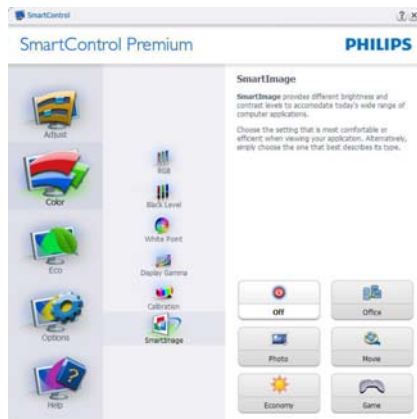 SmartControl
SmartControl Premium
PHILIPS
Adjust
Color
Eco
Options
Help
RGB
Black Level
White Point
Display Gamma
Calibration
SmartImage
SmartImage
SmartImage provides different brightness and
contrast levels to accomodate today's wide range of
computer applications.
Choose the setting that is most comfortable or
efficient when viewing your application. Alternatively,
simply choose the one that best describes its type.
Off
Office
Photo
Movie
Economy
Game